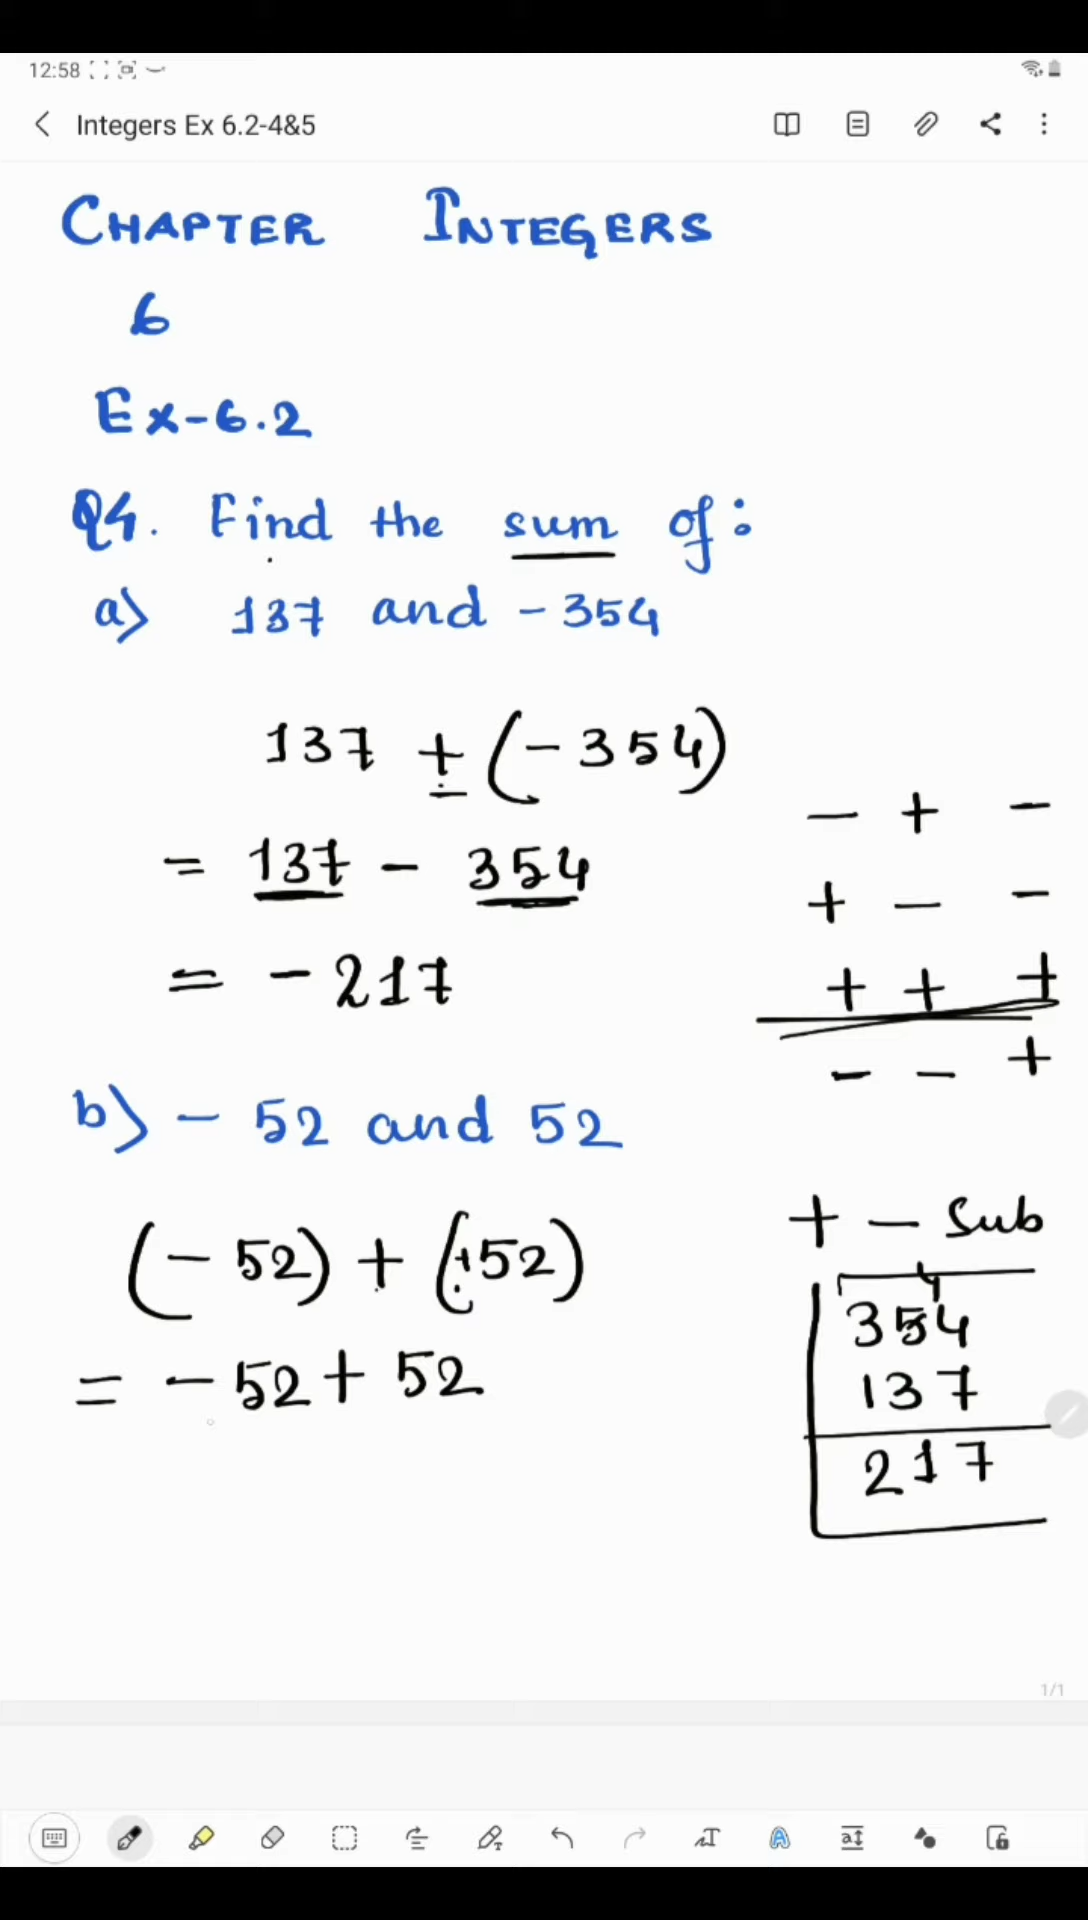 12:58
Integers Ex 6.2-4&5
CHAPTER INTEGERS
6
Ex-6.2
Q4. Find the sum of:
a) 137 and - 354
137 + (- 354)
= 137 - 354
= - 217
- + -
+ - -
+ + +
- - +
b) - 52 and 52
(- 52) + (+52)
= - 52 + 52
+ - Sub
4
354
137
217
1/1